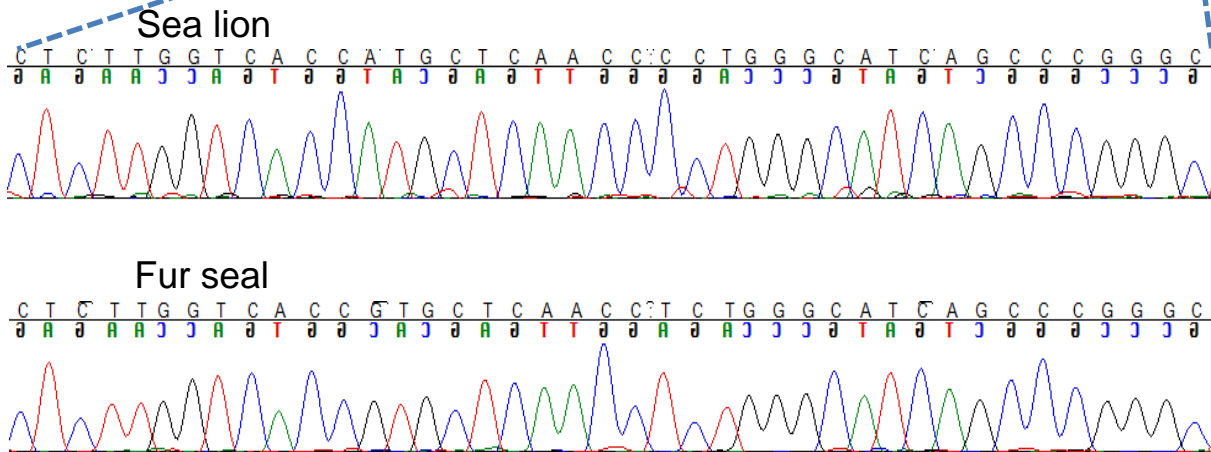 Sea lion
C T C T T G G T C A C C A T G C T C A A C C C C T G G G C A T C A G C C C G G G C
G A G A A C C A G T G G T A C G A G T T G G G G A C C C G T A G T C G G G C C C G
Fur seal
C T C T T G G T C A C C G T G C T C A A C C T C T G G G C A T C A G C C C G G G C
G A G A A C C A G T G G C A C G A G T T G G A G A C C C G T A G T C G G G C C C G